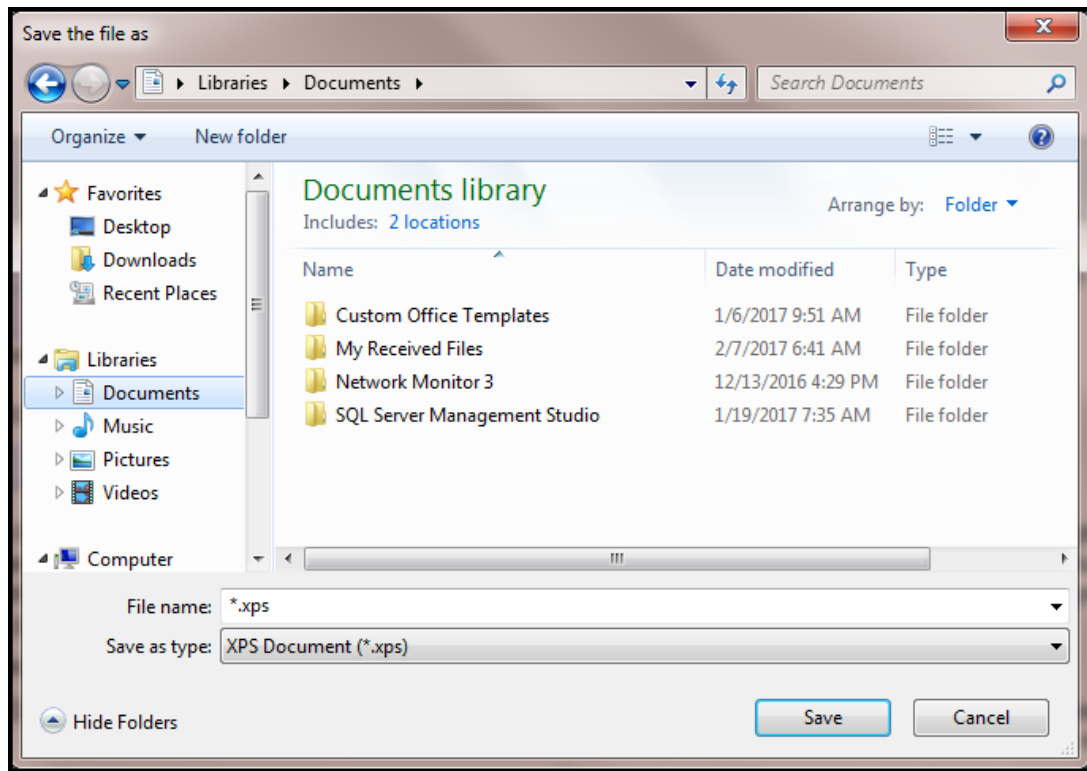 Save the file as
Libraries Documents
Search Documents
Organize New folder
Favorites
Desktop
Downloads
Recent Places
Libraries
Documents
Music
Pictures
Videos
Computer
Documents library
Includes: 2 locations
Arrange by: Folder
Name Date modified Type
Custom Office Templates 1/6/2017 9:51 AM File folder
My Received Files 2/7/2017 6:41 AM File folder
Network Monitor 3 12/13/2016 4:29 PM File folder
SQL Server Management Studio 1/19/2017 7:35 AM File folder
File name: *.xps
Save as type: XPS Document (*.xps)
Hide Folders
Save Cancel